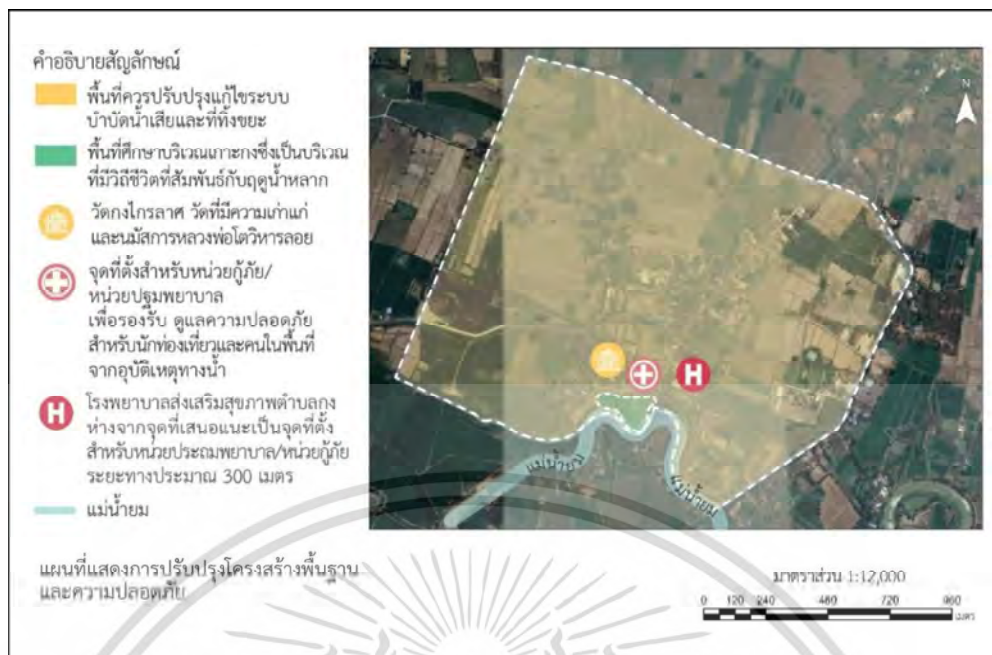 คำอธิบายสัญลักษณ์
พื้นที่ควรปรับปรุงแก้ไขระบบ
บำบัดน้ำเสียและที่ทิ้งขยะ
พื้นที่ศึกษาบริเวณเกาะกงซึ่งเป็นบริเวณ
ที่มีวิถีชีวิตที่สัมพันธ์กับฤดูน้ำหลาก
วัดกงไกรลาศ วัดที่มีความเก่าแก่
และนมัสการหลวงพ่อโตวิหารลอย
จุดที่ตั้งสำหรับหน่วยกู้ภัย/
หน่วยปฐมพยาบาล
เพื่อรองรับ ดูแลความปลอดภัย
สำหรับนักท่องเที่ยวและคนในพื้นที่
จากอุบัติเหตุทางน้ำ
H
โรงพยาบาลส่งเสริมสุขภาพตำบลกง
ห่างจากจุดที่เสนอแนะเป็นจุดที่ตั้ง
สำหรับหน่วยประถมพยาบาล/หน่วยกู้ภัย
ระยะทางประมาณ 300 เมตร
แม่น้ำยม
แผนที่แสดงการปรับปรุงโครงสร้างพื้นฐาน
และความปลอดภัย
N
H
แม่น้ำยม
แม่น้ำยม
มาตราส่วน 1:12,000
0 120 240 480 720 960
เมตร